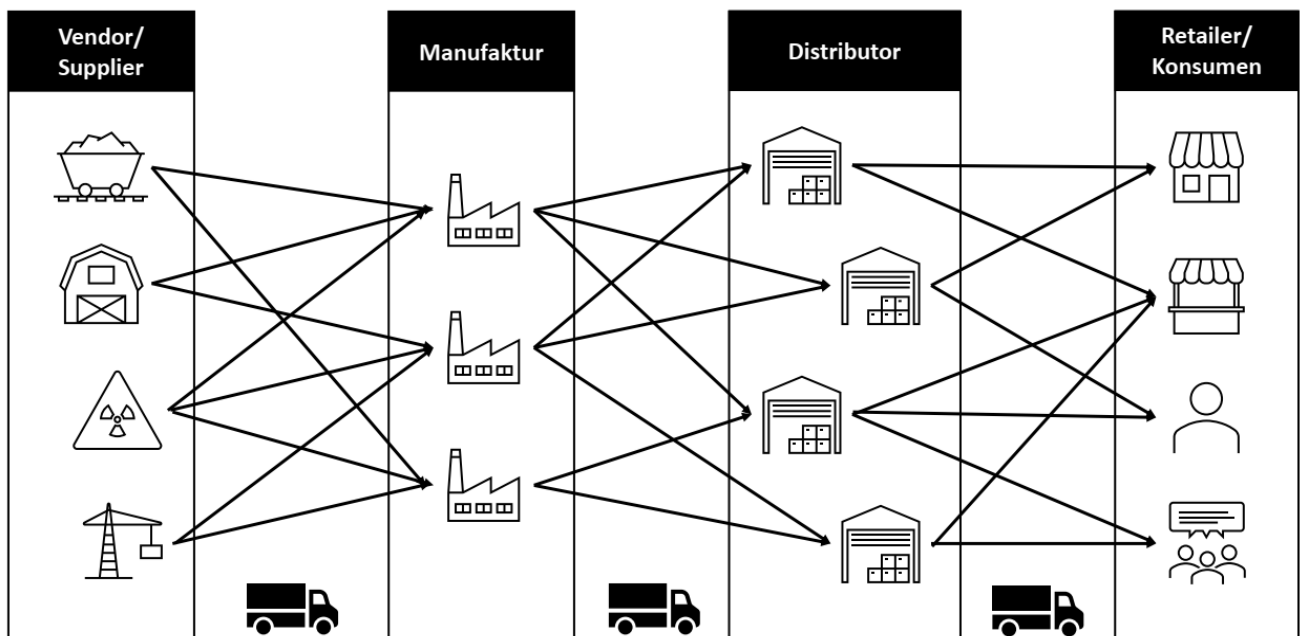 Vendor/
Supplier
Manufaktur
Distributor
Retailer/
Konsumen